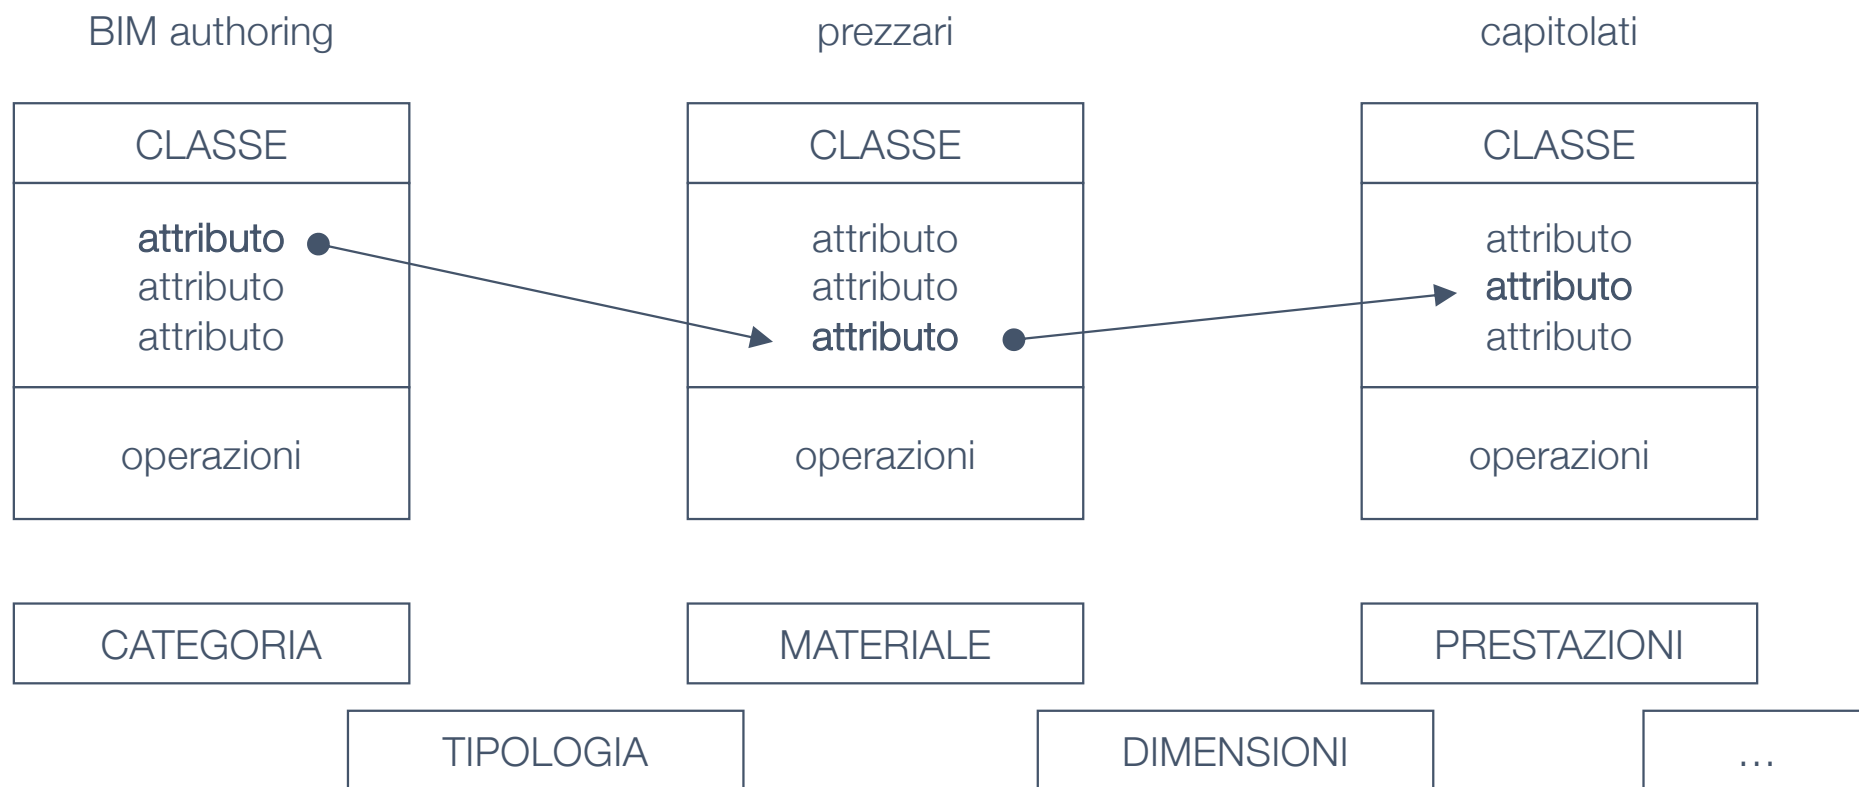 BIM authoring
prezzari
capitolati
CLASSE
CLASSE
CLASSE
attributo
attributo
attributo
attributo
attributo
attributo
attributo
attributo
attributo
operazioni
operazioni
operazioni
CATEGORIA
MATERIALE
PRESTAZIONI
TIPOLOGIA
DIMENSIONI
...